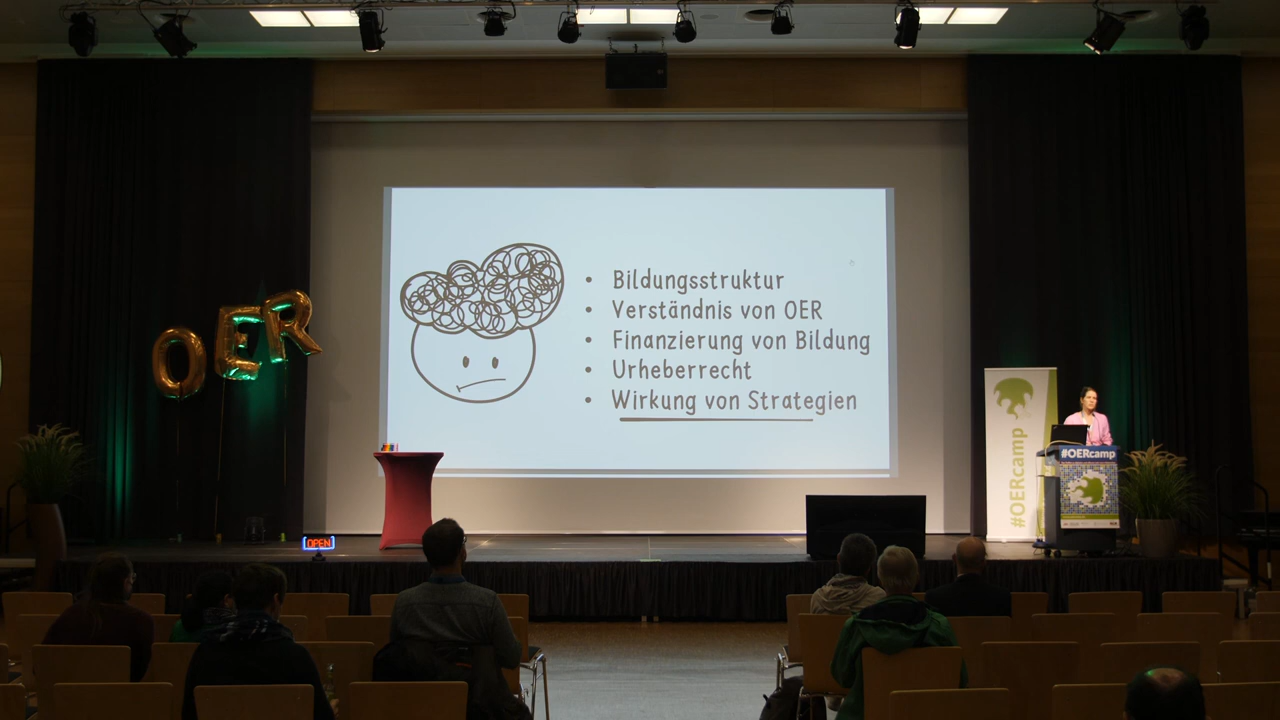 OER
• Bildungsstruktur
• Verständnis von OER
• Finanzierung von Bildung
• Urheberrecht
• Wirkung von Strategien
#OERcamp
#OERcamp
OPEN